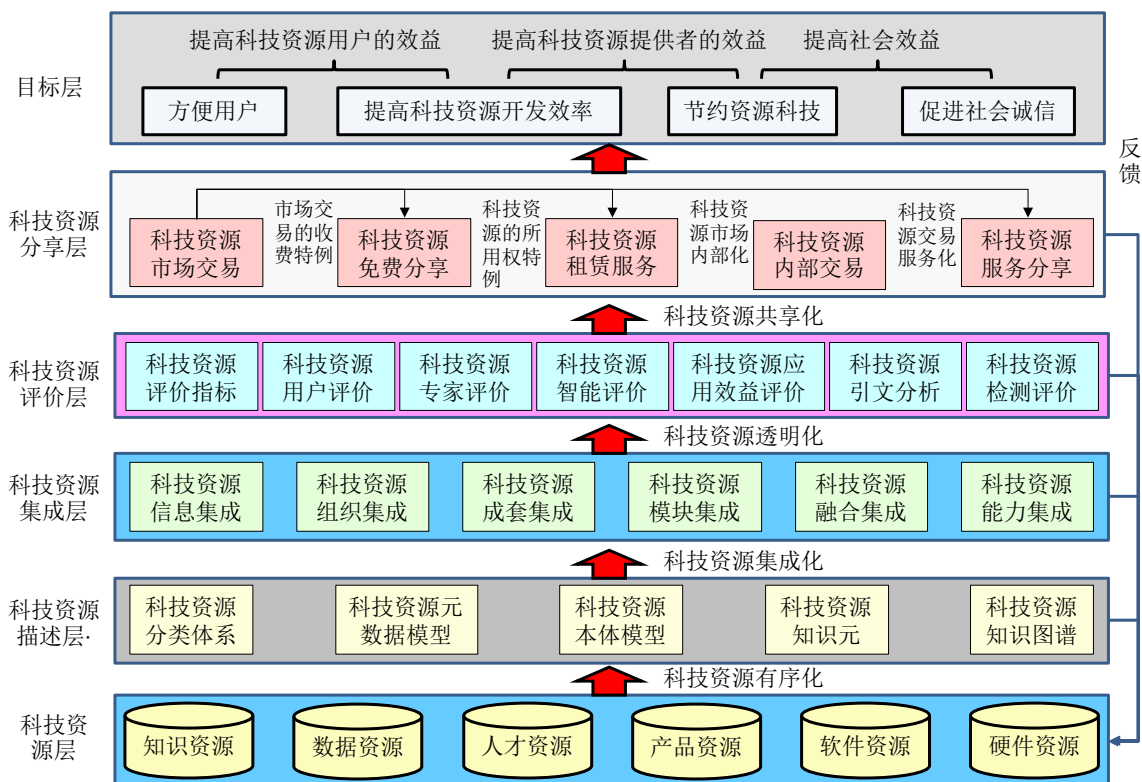 提高科技资源用户的效益
提高科技资源提供者的效益
提高社会效益
目标层
方便用户
提高科技资源开发效率
节约资源科技
促进社会诚信
反
馈
科技资源
分享层
科技资源
市场交易
市场交
易的收
费特例
科技资源
免费分享
科技资
源的所
用权特
例
科技资源
租赁服务
科技资
源市场
内部化
科技资源
内部交易
科技资
源交易
服务化
科技资源
服务分享
科技资源共享化
科技资源
评价层
科技资源
评价指标
科技资源
用户评价
科技资源
专家评价
科技资源
智能评价
科技资源应
用效益评价
科技资源
引文分析
科技资源
检测评价
科技资源透明化
科技资源
集成层
科技资源
信息集成
科技资源
组织集成
科技资源
成套集成
科技资源
模块集成
科技资源
融合集成
科技资源
能力集成
科技资源集成化
科技资源
描述层·
科技资源
分类体系
科技资源元
数据模型
科技资源
本体模型
科技资源
知识元
科技资源
知识图谱
科技资源有序化
科技资
源层
知识资源
数据资源
人才资源
产品资源
软件资源
硬件资源